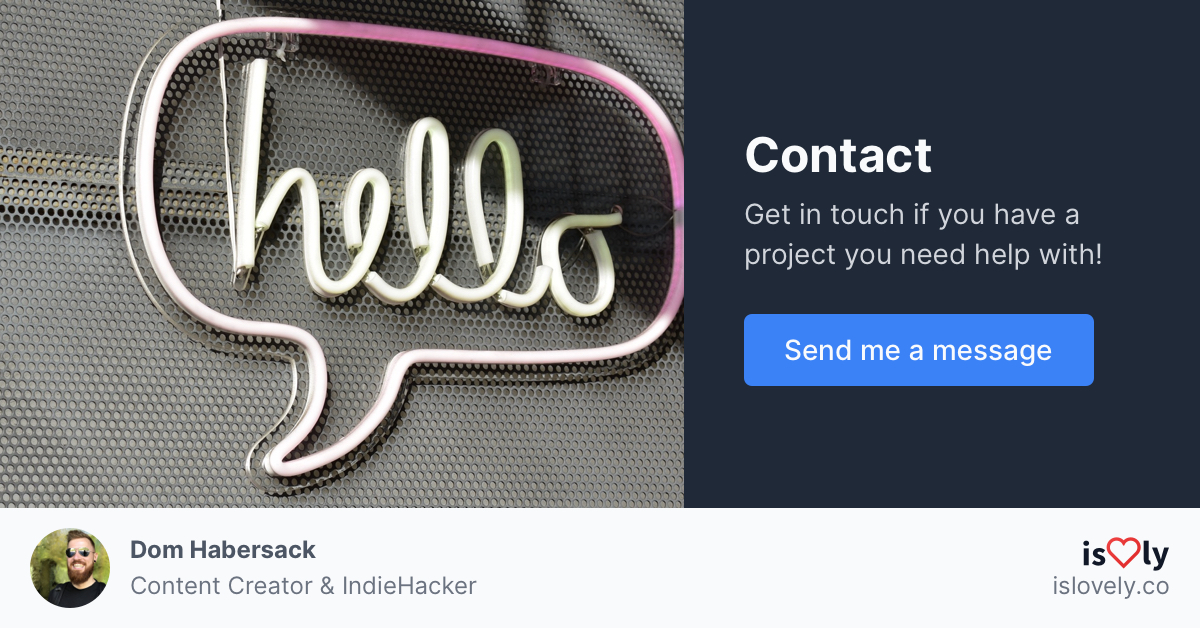 hello
Contact
Get in touch if you have a
project you need help with!
Send me a message
Dom Habersack
Content Creator & IndieHacker
is♡ly
islovely.co